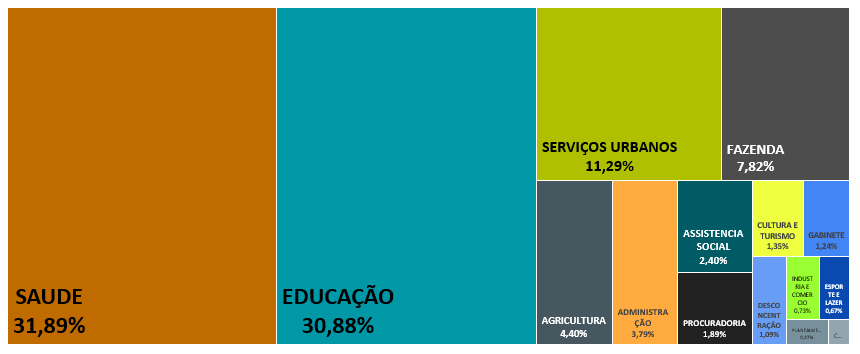 SAUDE
31,89%
EDUCAÇÃO
30,88%
SERVIÇOS URBANOS
11,29%
FAZENDA
7,82%
AGRICULTURA
4,40%
ADMINISTRA
ÇÃO
3,79%
ASSISTENCIA
SOCIAL
2,40%
PROCURADORIA
1,89%
CULTURA E
TURISMO
1,35%
GABINETE
1,24%
DESCO
NCENT
RAÇÃO
1,09%
INDUST
RIA E
COMER
CIO
0,73%
ESPOR
TE E
LAZER
0,67%
C...